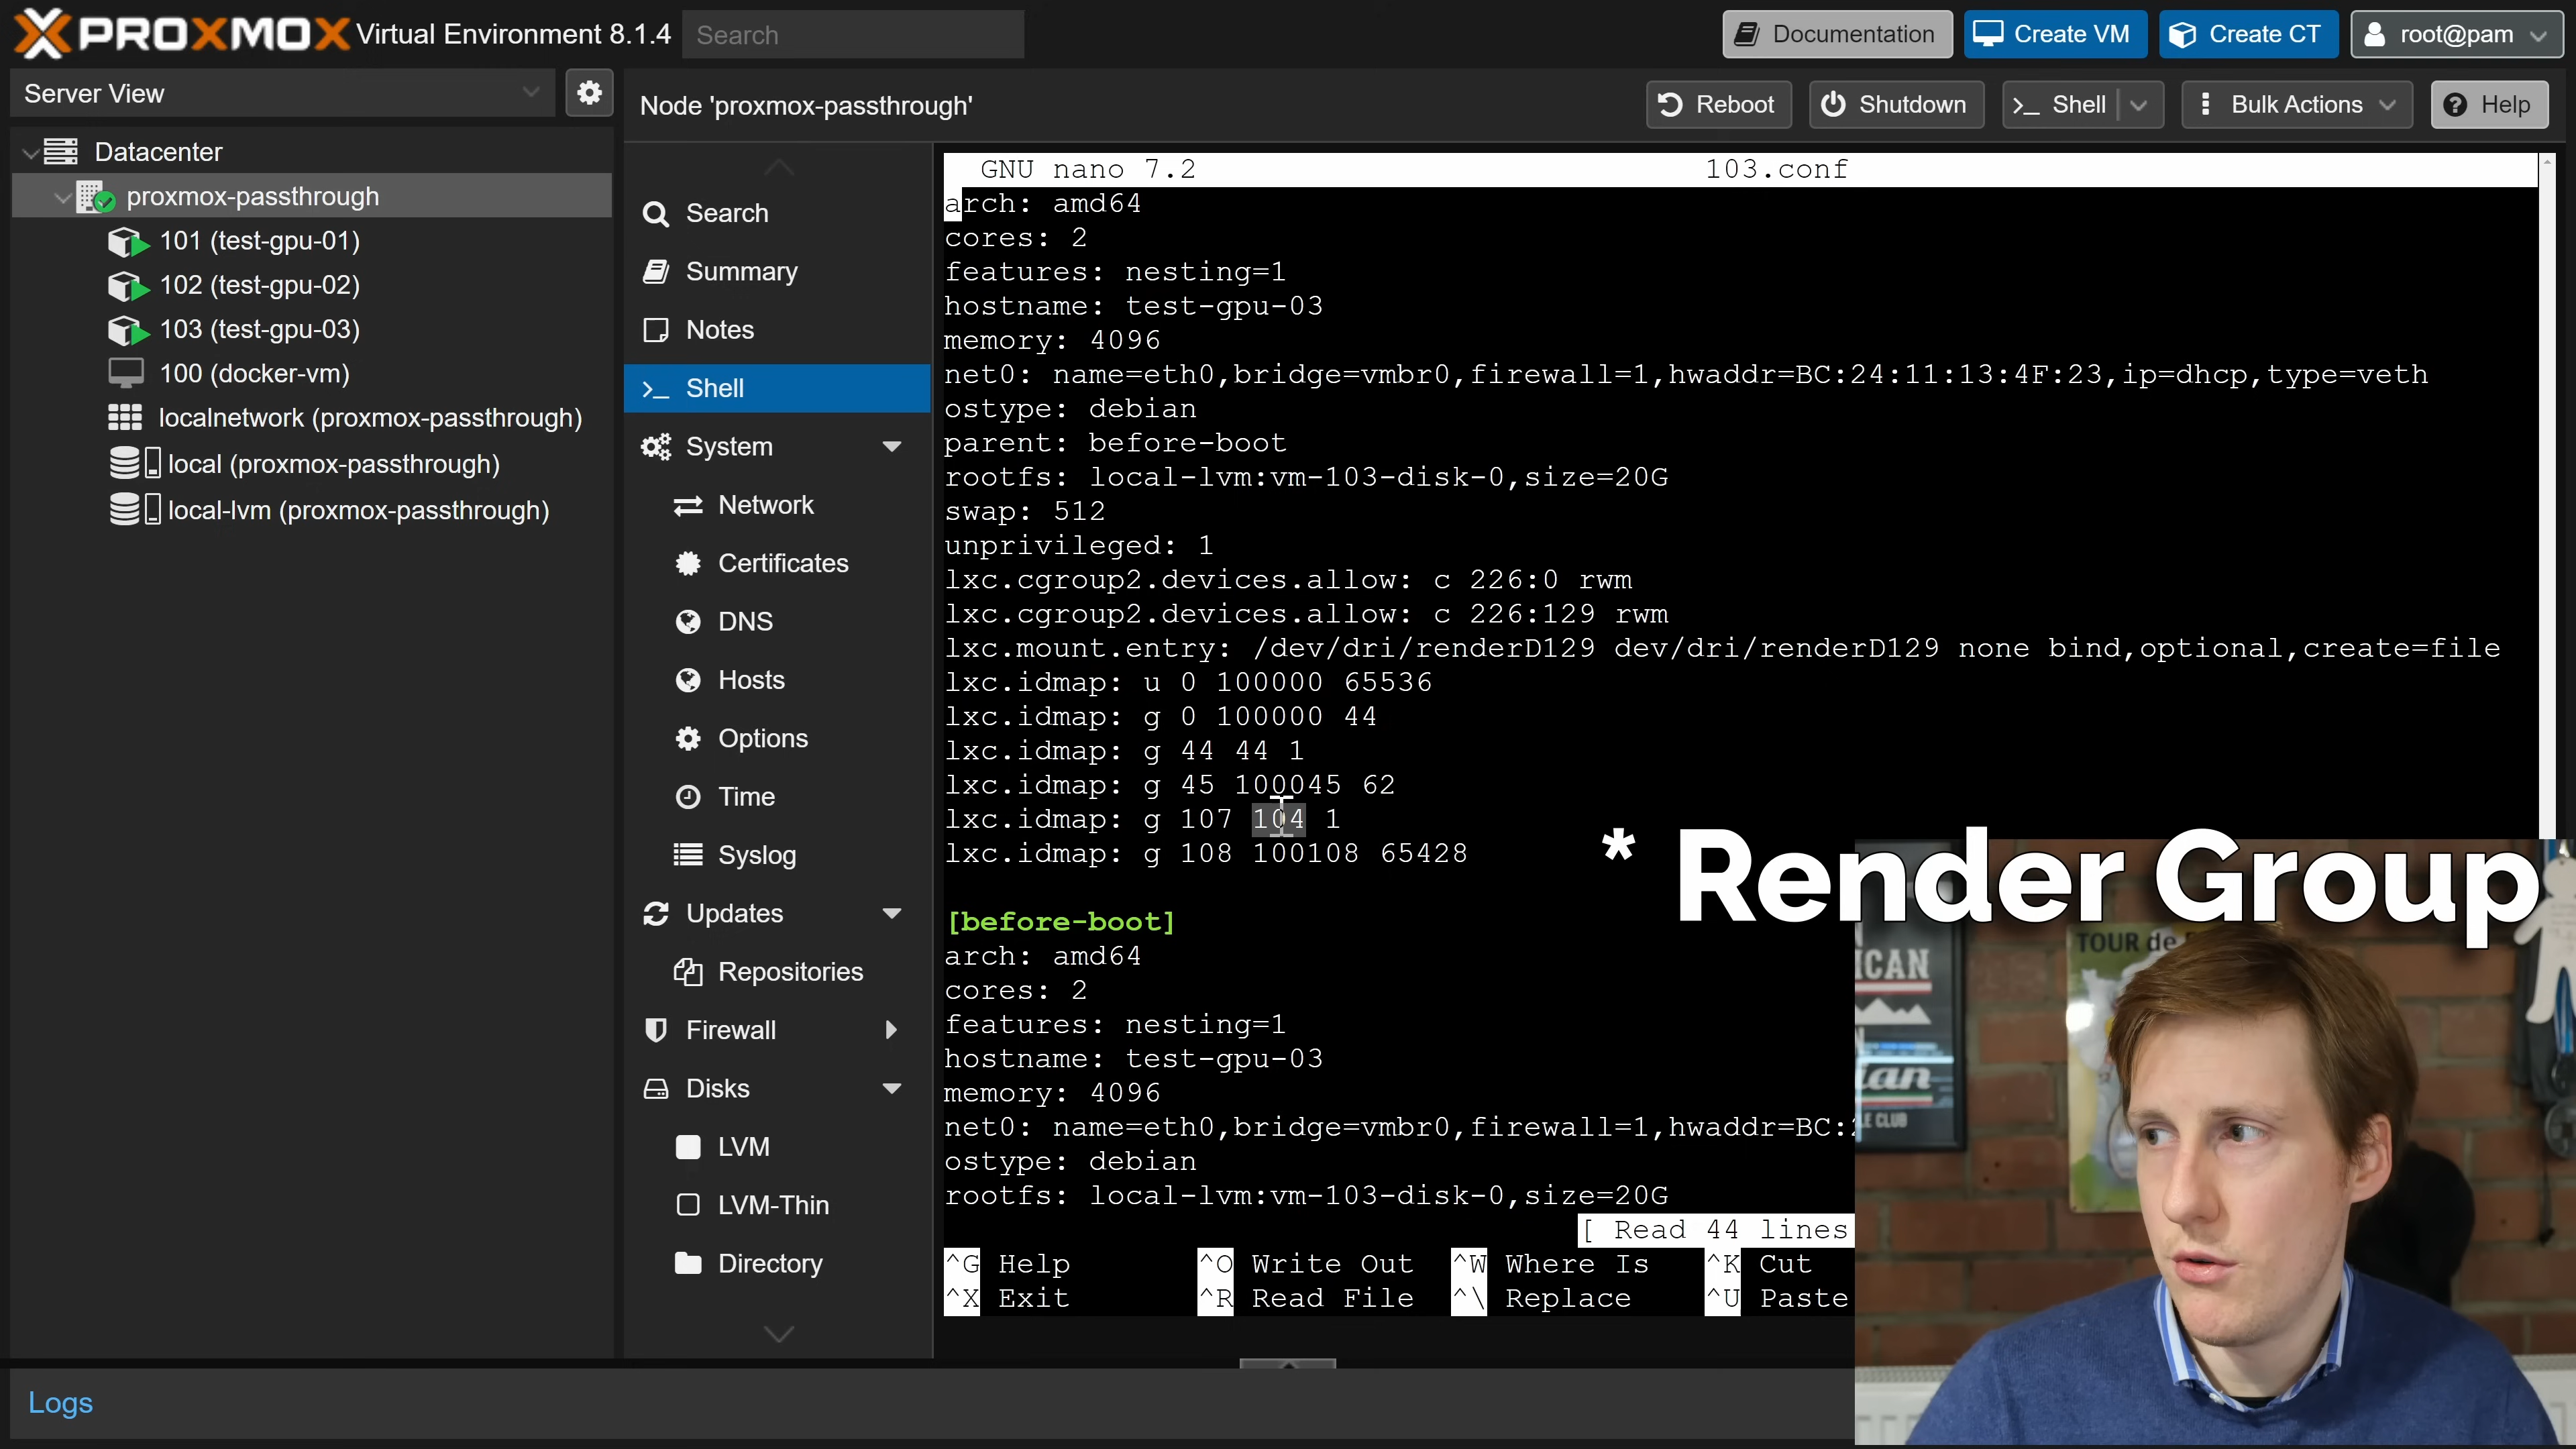 PROXMOX Virtual Environment 8.1.4 Search
Documentation Create VM Create CT root@pam
Server View
Datacenter
proxmox-passthrough
101 (test-gpu-01)
102 (test-gpu-02)
103 (test-gpu-03)
100 (docker-vm)
localnetwork (proxmox-passthrough)
local (proxmox-passthrough)
local-lvm (proxmox-passthrough)
Node 'proxmox-passthrough'
Reboot Shutdown Shell Bulk Actions Help
Search
Summary
Notes
Shell
System
Network
Certificates
DNS
Hosts
Options
Time
Syslog
Updates
Repositories
Firewall
Disks
LVM
LVM-Thin
Directory
GNU nano 7.2 103.conf
arch: amd64
cores: 2
features: nesting=1
hostname: test-gpu-03
memory: 4096
net0: name=eth0,bridge=vmbr0,firewall=1,hwaddr=BC:24:11:13:4F:23,ip=dhcp,type=veth
ostype: debian
parent: before-boot
rootfs: local-lvm:vm-103-disk-0,size=20G
swap: 512
unprivileged: 1
lxc.cgroup2.devices.allow: c 226:0 rwm
lxc.cgroup2.devices.allow: c 226:129 rwm
lxc.mount.entry: /dev/dri/renderD129 dev/dri/renderD129 none bind,optional,create=file
lxc.idmap: u 0 100000 65536
lxc.idmap: g 0 100000 44
lxc.idmap: g 44 44 1
lxc.idmap: g 45 100045 62
lxc.idmap: g 107 104 1
lxc.idmap: g 108 100108 65428
* Render Group
[before-boot]
arch: amd64
cores: 2
features: nesting=1
hostname: test-gpu-03
memory: 4096
net0: name=eth0,bridge=vmbr0,firewall=1,hwaddr=BC:
ostype: debian
rootfs: local-lvm:vm-103-disk-0,size=20G
[ Read 44 lines
^G Help ^O Write Out ^W Where Is ^K Cut
^X Exit ^R Read File ^\ Replace ^U Paste
Logs
TOUR de
ICAN
LE CLUB